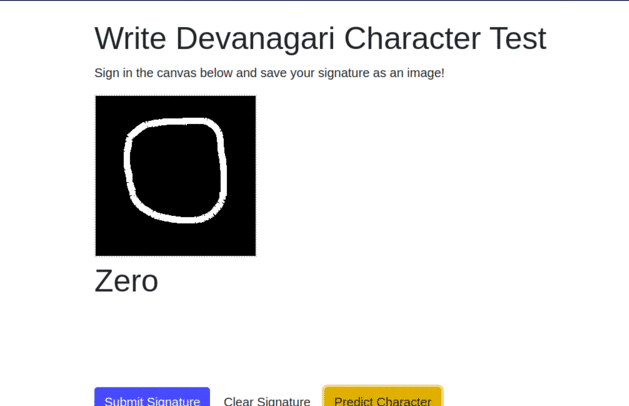 Write Devanagari Character Test
Sign in the canvas below and save your signature as an image!
०
Zero
Submit Signature Clear Signature Predict Character